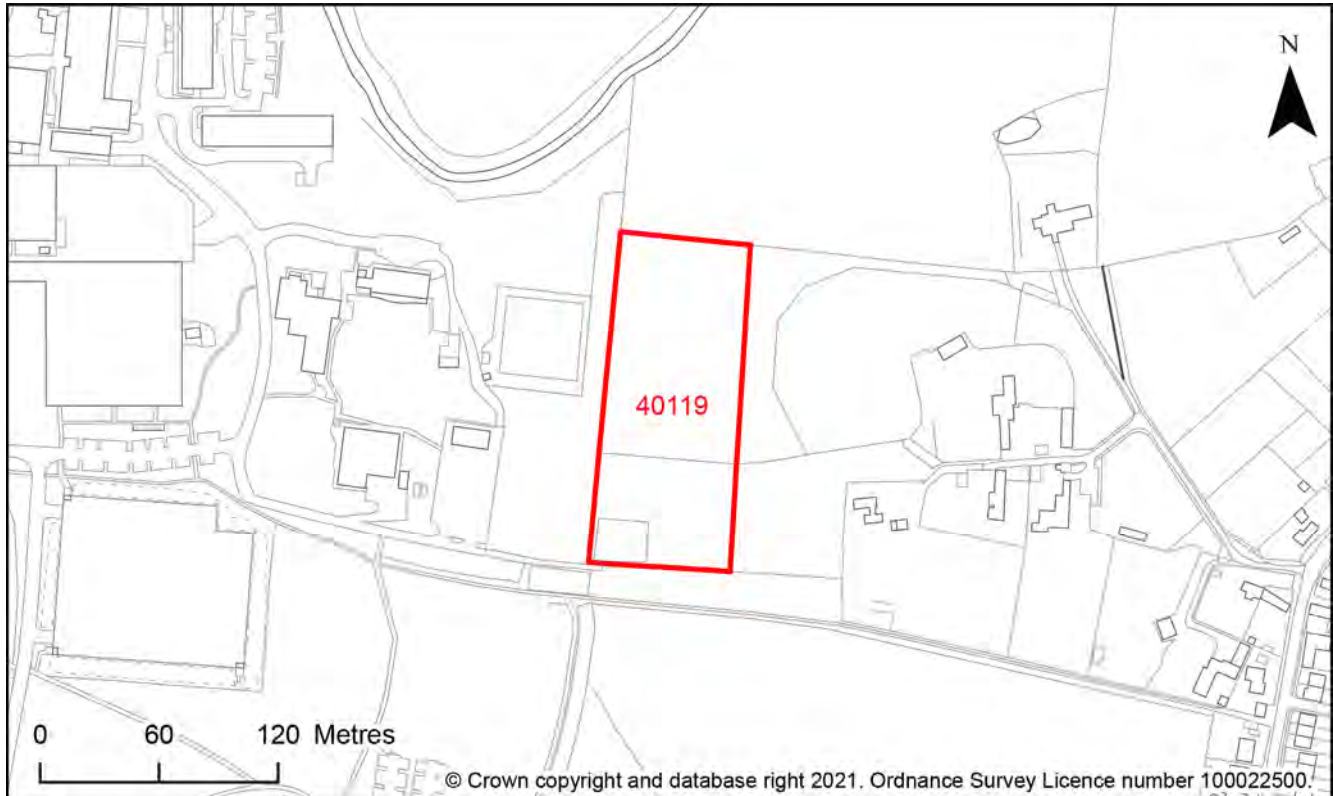 N
40119
0 60 120 Metres
© Crown copyright and database right 2021. Ordnance Survey Licence number 100022500.